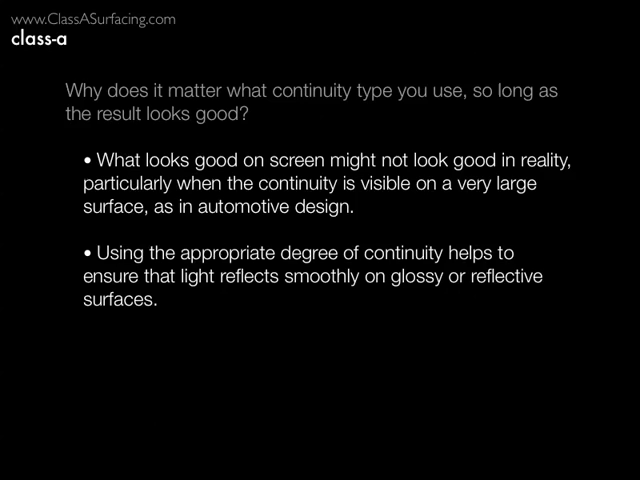 www.ClassASurfacing.com
class-a
Why does it matter what continuity type you use, so long as
the result looks good?
• What looks good on screen might not look good in reality,
particularly when the continuity is visible on a very large
surface, as in automotive design.
• Using the appropriate degree of continuity helps to
ensure that light reflects smoothly on glossy or reflective
surfaces.